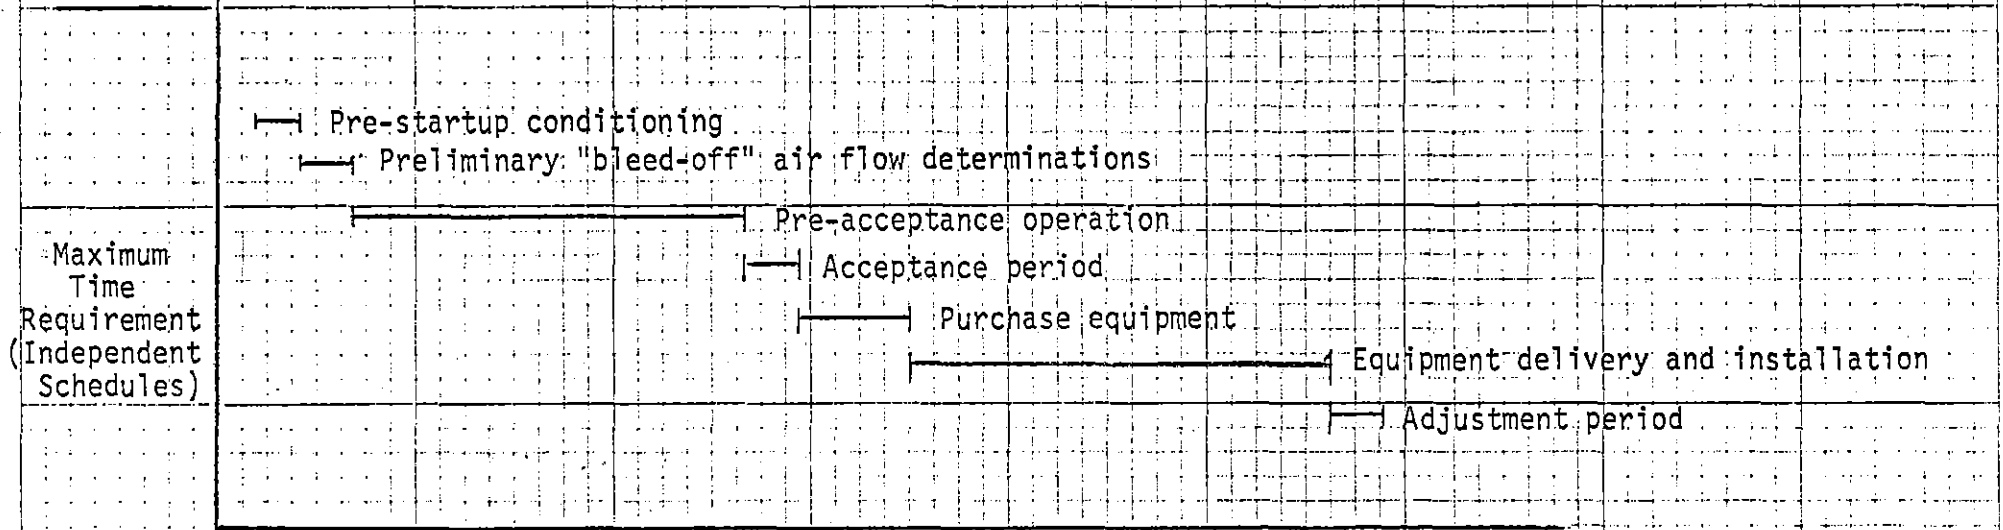 Pre-startup conditioning
Preliminary "bleed-off" air flow determinations
Pre-acceptance operation
Maximum
Time
Requirement
(Independent
Schedules)
Acceptance period
Purchase equipment
Equipment delivery and installation
Adjustment period